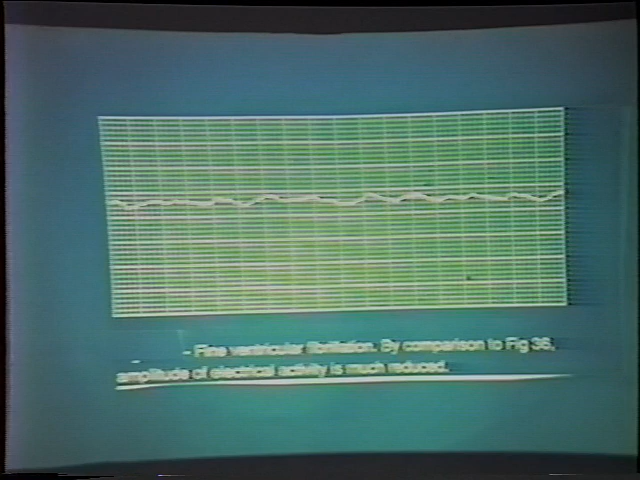 - Fine ventricular fibrillation. By comparison to Fig 36,
amplitude of electrical activity is much reduced.